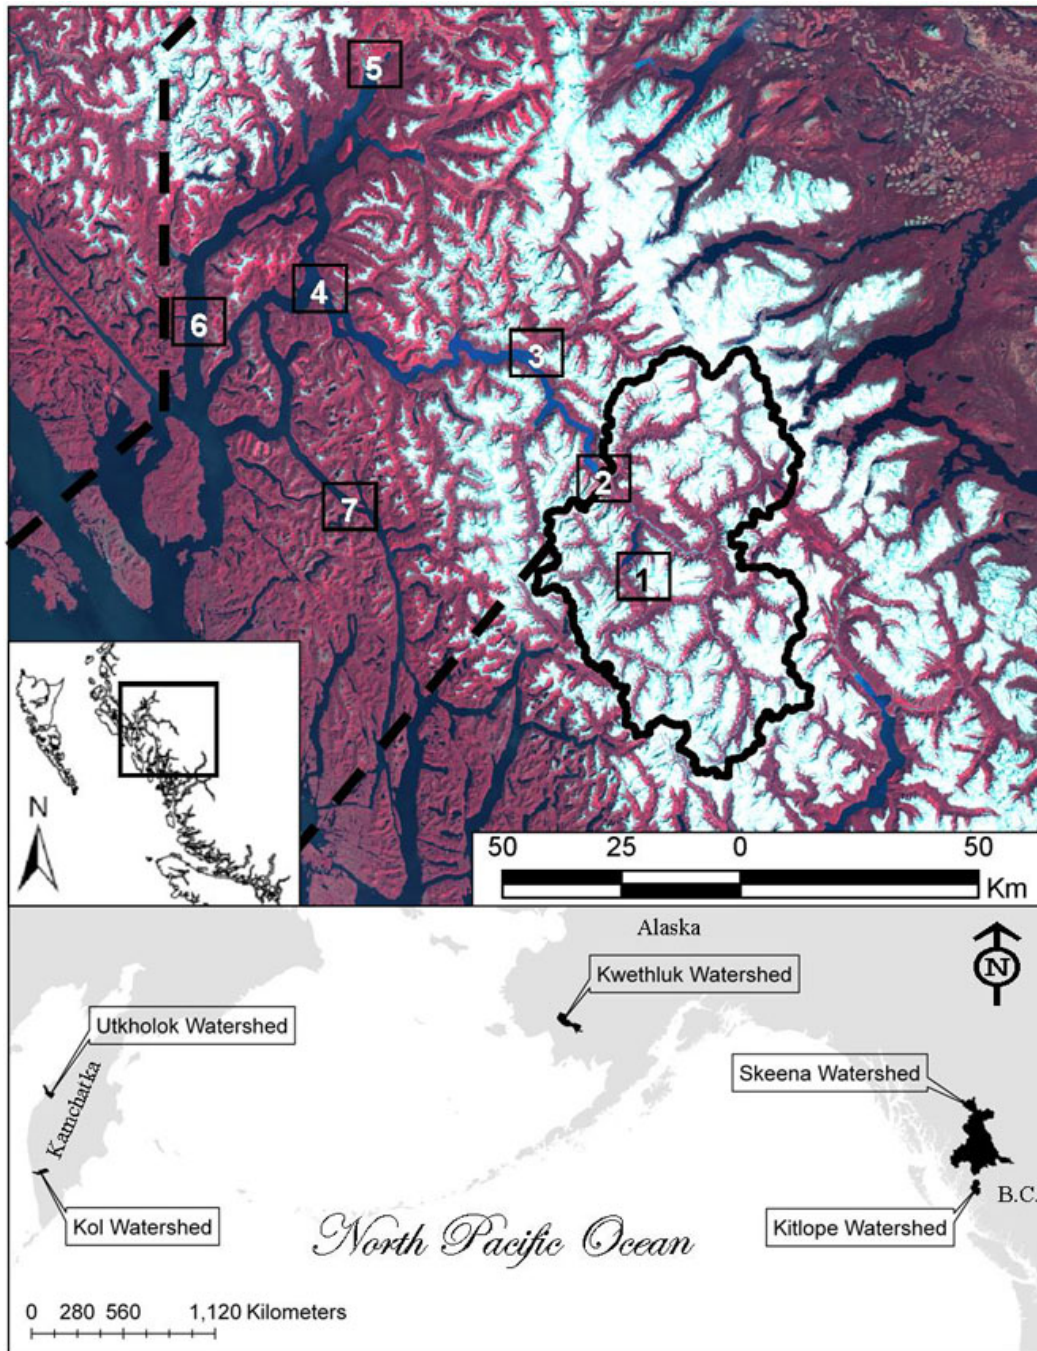 5
4
6
3
2
7
1
N
50 25 0 50
Km
Alaska
N
Kwethluk Watershed
Utkholok Watershed
Skeena Watershed
Kamchatka
B.C.
Kol Watershed
Kitlope Watershed
North Pacific Ocean
0 280 560 1,120 Kilometers